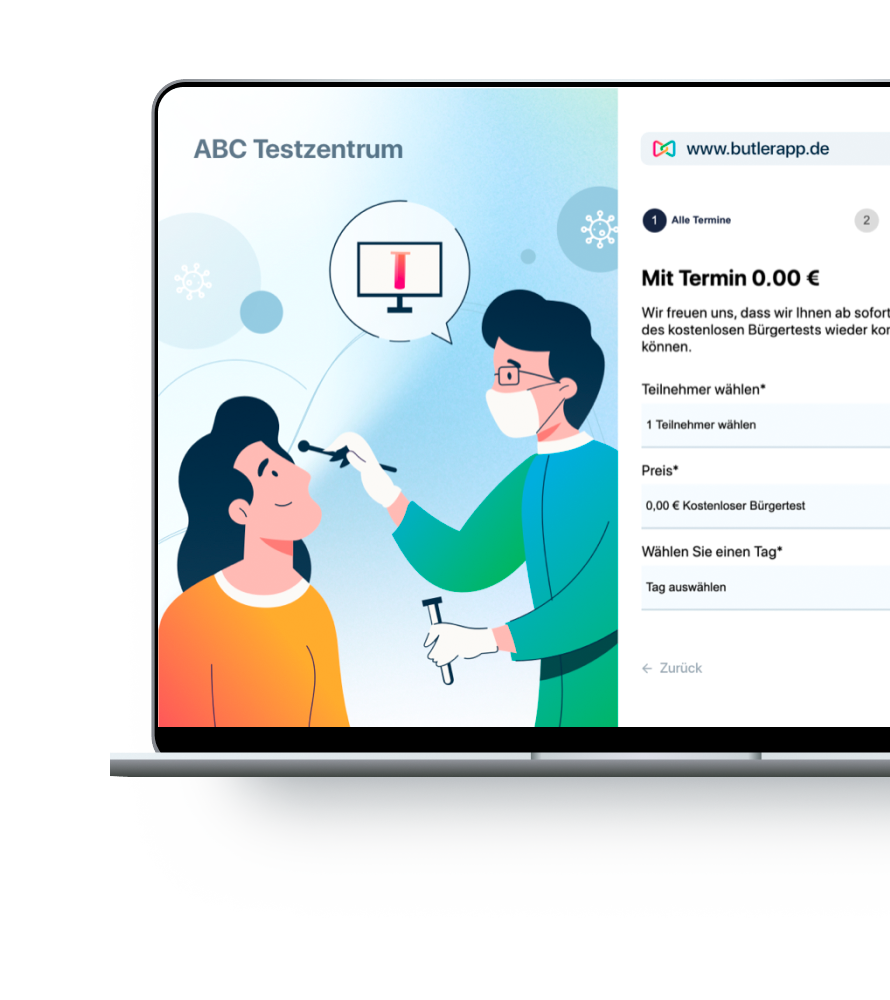 ABC Testzentrum
www.butlerapp.de
1 Alle Termine 2
Mit Termin 0.00 €
Wir freuen uns, dass wir Ihnen ab sofort
des kostenlosen Bürgertests wieder
können.
Teilnehmer wählen*
1 Teilnehmer wählen
Preis*
0,00 € Kostenloser Bürgertest
Wählen Sie einen Tag*
Tag auswählen
← Zurück